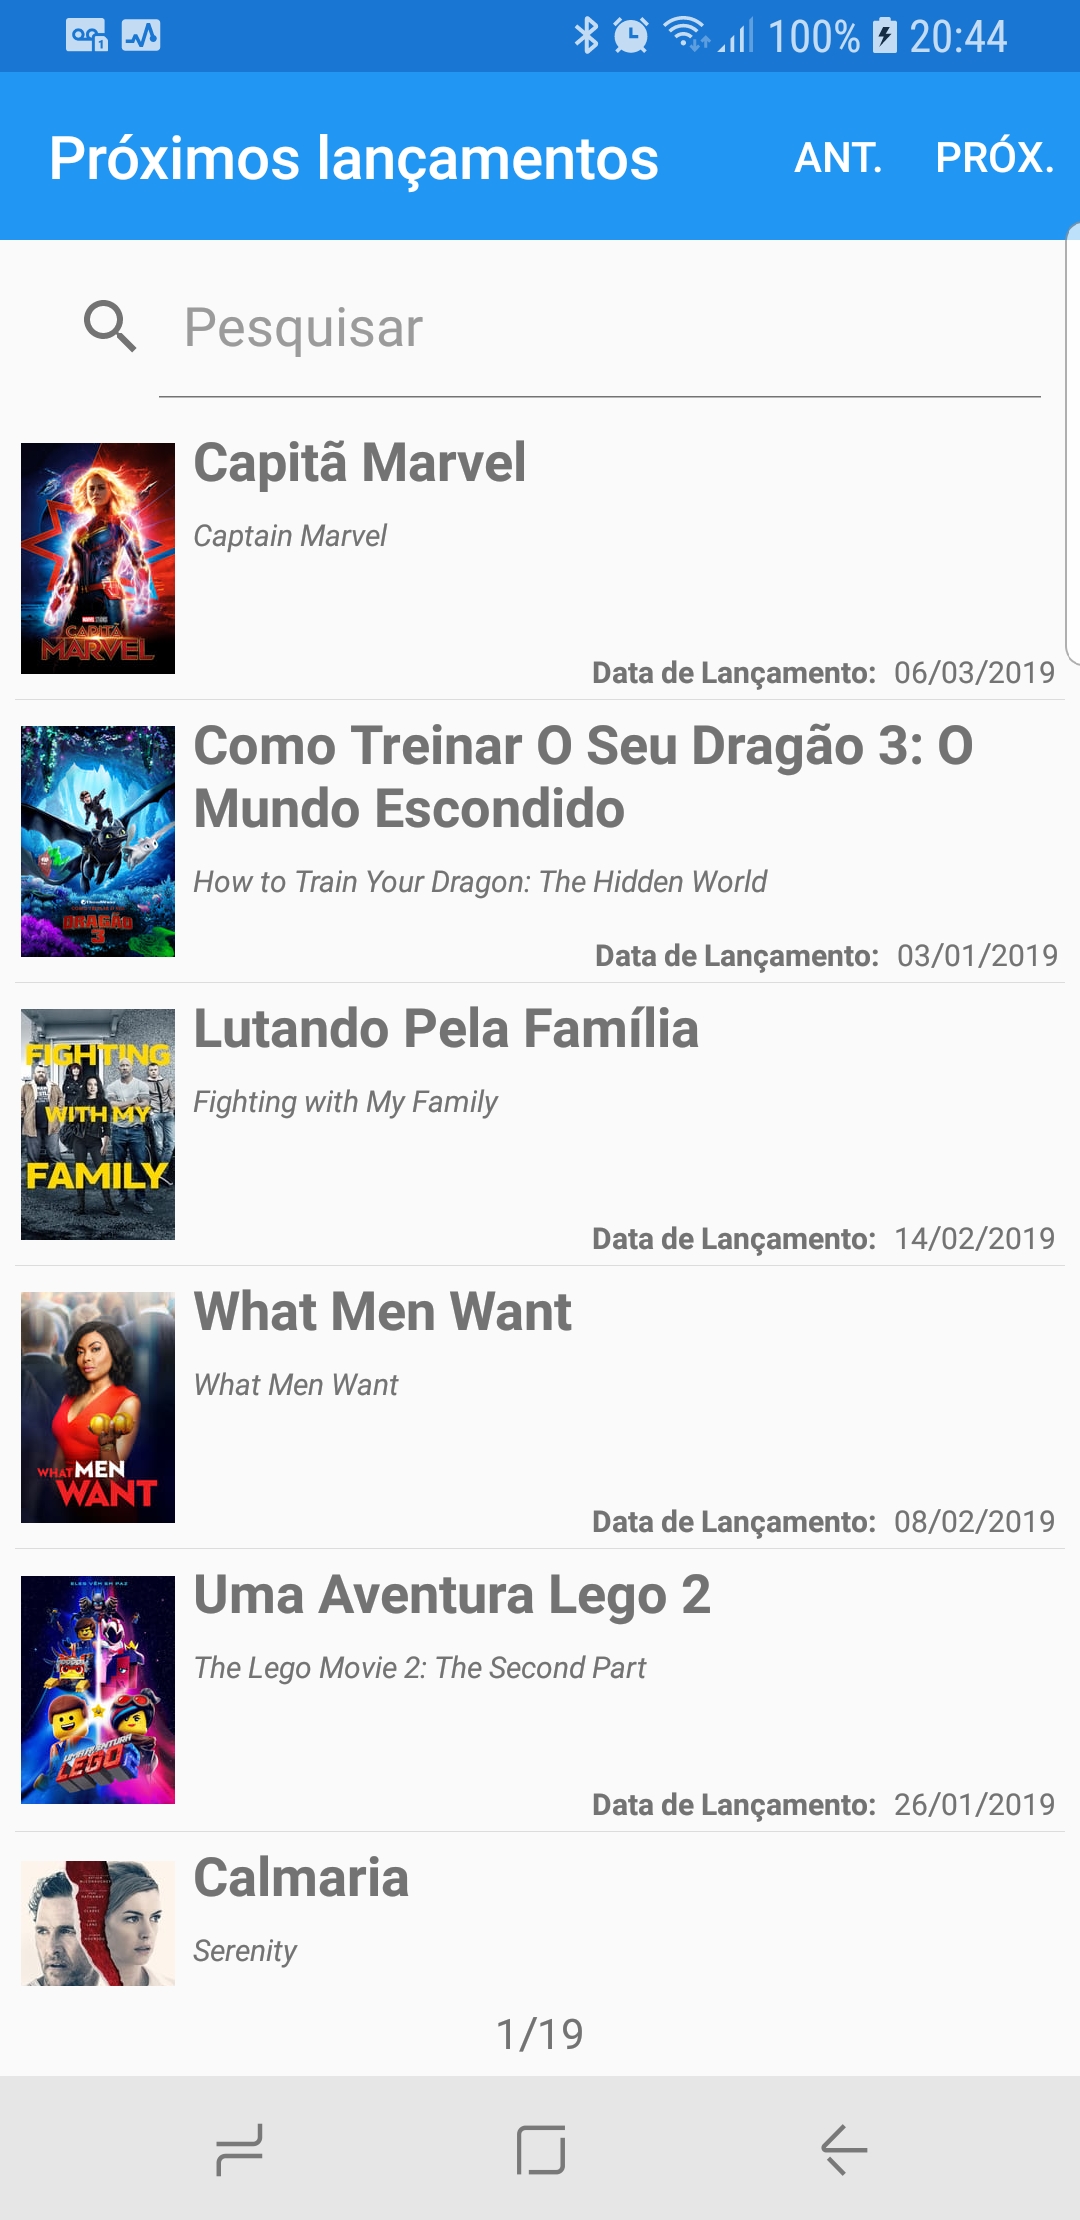 100% 20:44
Próximos lançamentos ANT. PRÓX.
Pesquisar
Capitã Marvel
Captain Marvel
CAPITÃ
MARVEL
Data de Lançamento: 06/03/2019
Como Treinar O Seu Dragão 3: O
Mundo Escondido
How to Train Your Dragon: The Hidden World
DRAGÃO
3
Data de Lançamento: 03/01/2019
Lutando Pela Família
Fighting with My Family
FIGHTING
WITH MY
FAMILY
Data de Lançamento: 14/02/2019
What Men Want
What Men Want
WHAT MEN
WANT
Data de Lançamento: 08/02/2019
Uma Aventura Lego 2
The Lego Movie 2: The Second Part
ELES VÊM EM PAZ
UMA AVENTURA
LEGO 2
Data de Lançamento: 26/01/2019
Calmaria
Serenity
1/19